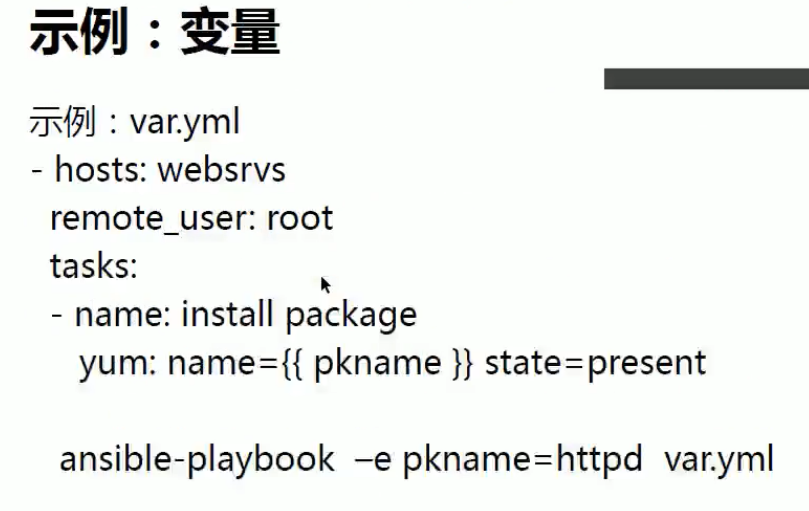 示例：变量
示例：var.yml
- hosts: websrvs
remote_user: root
tasks:
- name: install package
yum: name={{ pkname }} state=present
ansible-playbook –e pkname=httpd var.yml